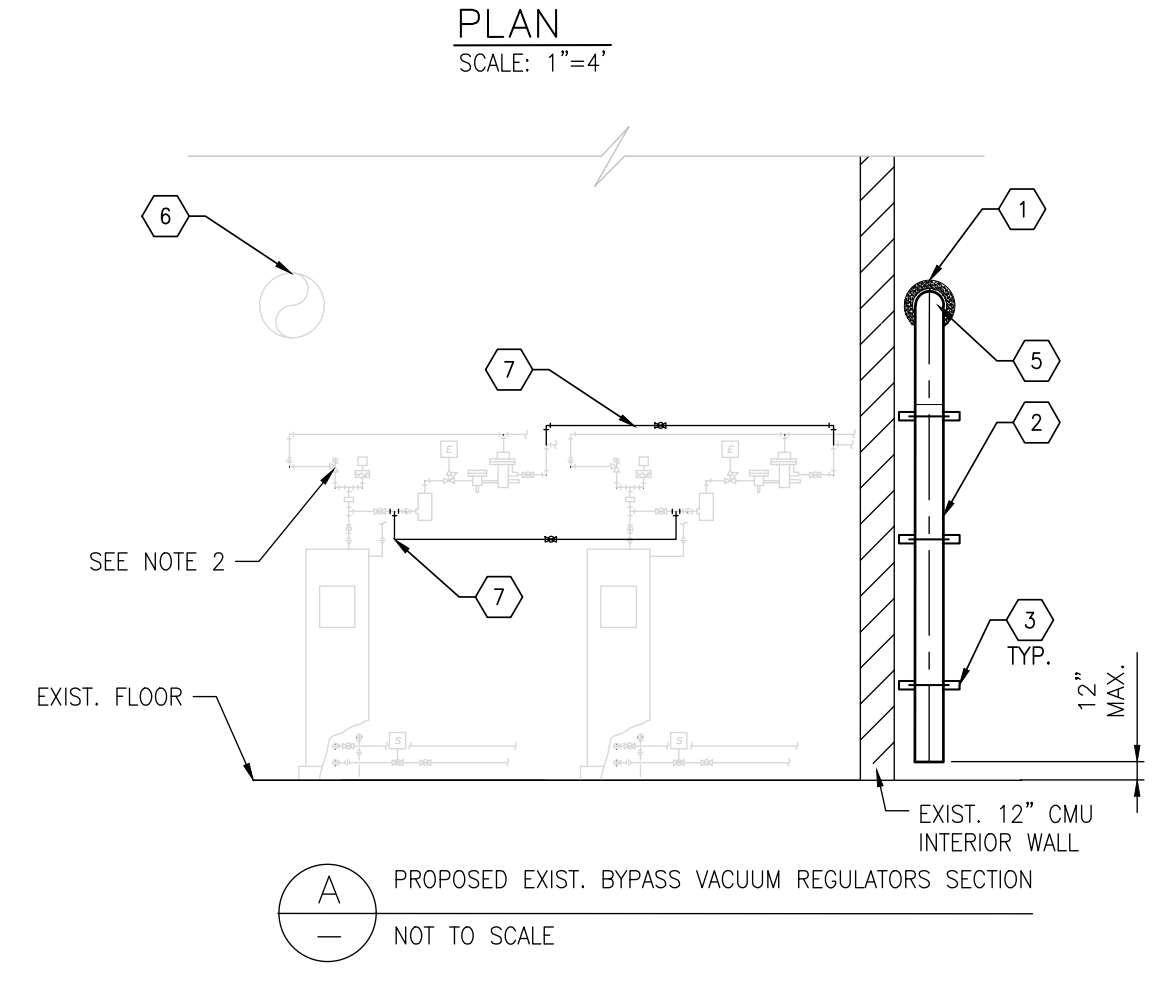 PLAN
SCALE: 1"=4'
6
1
5
7
2
E
E
SEE NOTE 2
7
3
TYP.
12"
MAX.
EXIST. FLOOR
S
S
EXIST. 12" CMU
INTERIOR WALL
A
PROPOSED EXIST. BYPASS VACUUM REGULATORS SECTION
—
NOT TO SCALE